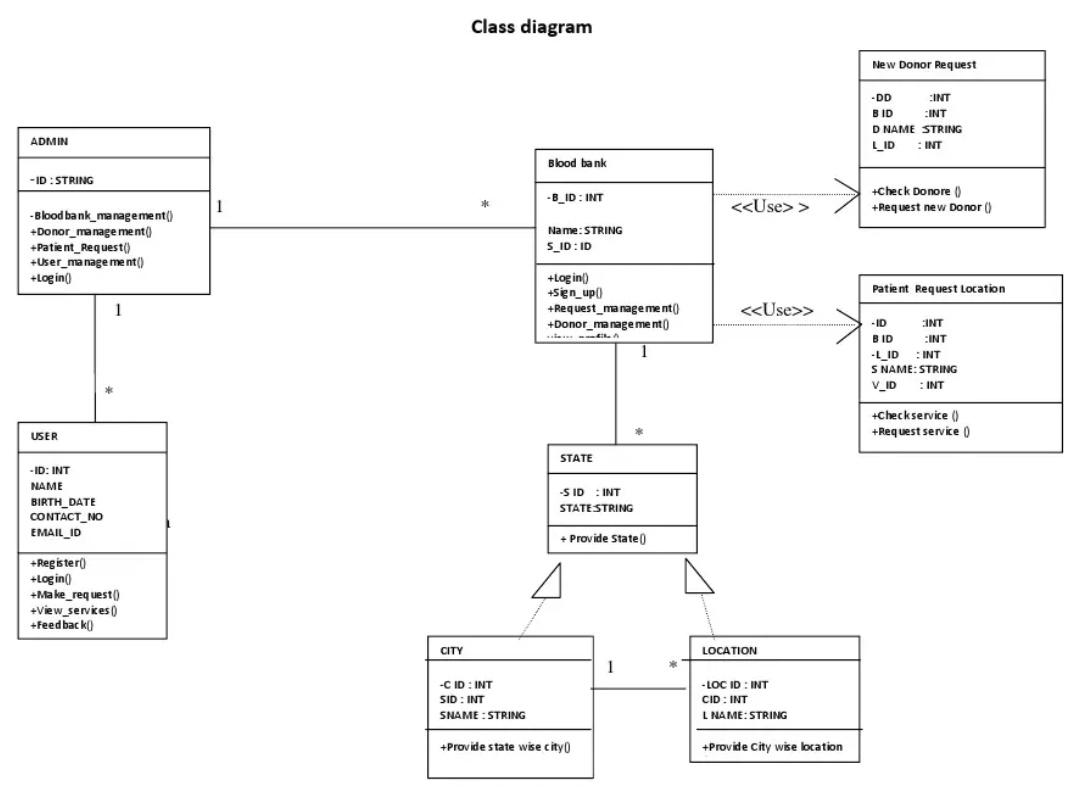 Class diagram
New Donor Request
-DD :INT
B ID :INT
D NAME :STRING
L_ID : INT
+Check Donore ()
+Request new Donor ()
ADMIN
-ID : STRING
-Bloodbank_management()
+Donor_management()
+Patient_Request()
+User_management()
+Login()
1
*
Blood bank
-B_ID : INT
Name: STRING
S_ID : ID
+Login()
+Sign_up()
+Request_management()
+Donor_management()
<<Use> >
<<Use>>
Patient Request Location
-ID :INT
B ID :INT
-L_ID : INT
S NAME: STRING
V_ID : INT
+Check service ()
+Request service ()
1
*
USER
-ID: INT
NAME
BIRTH_DATE
CONTACT_NO
EMAIL_ID
+Register()
+Login()
+Make_request()
+View_services()
+Feedback()
1
*
STATE
-S ID : INT
STATE:STRING
+ Provide State()
CITY
-C ID : INT
SID : INT
SNAME : STRING
+Provide state wise city()
1
*
LOCATION
-LOC ID : INT
CID : INT
L NAME: STRING
+Provide City wise location